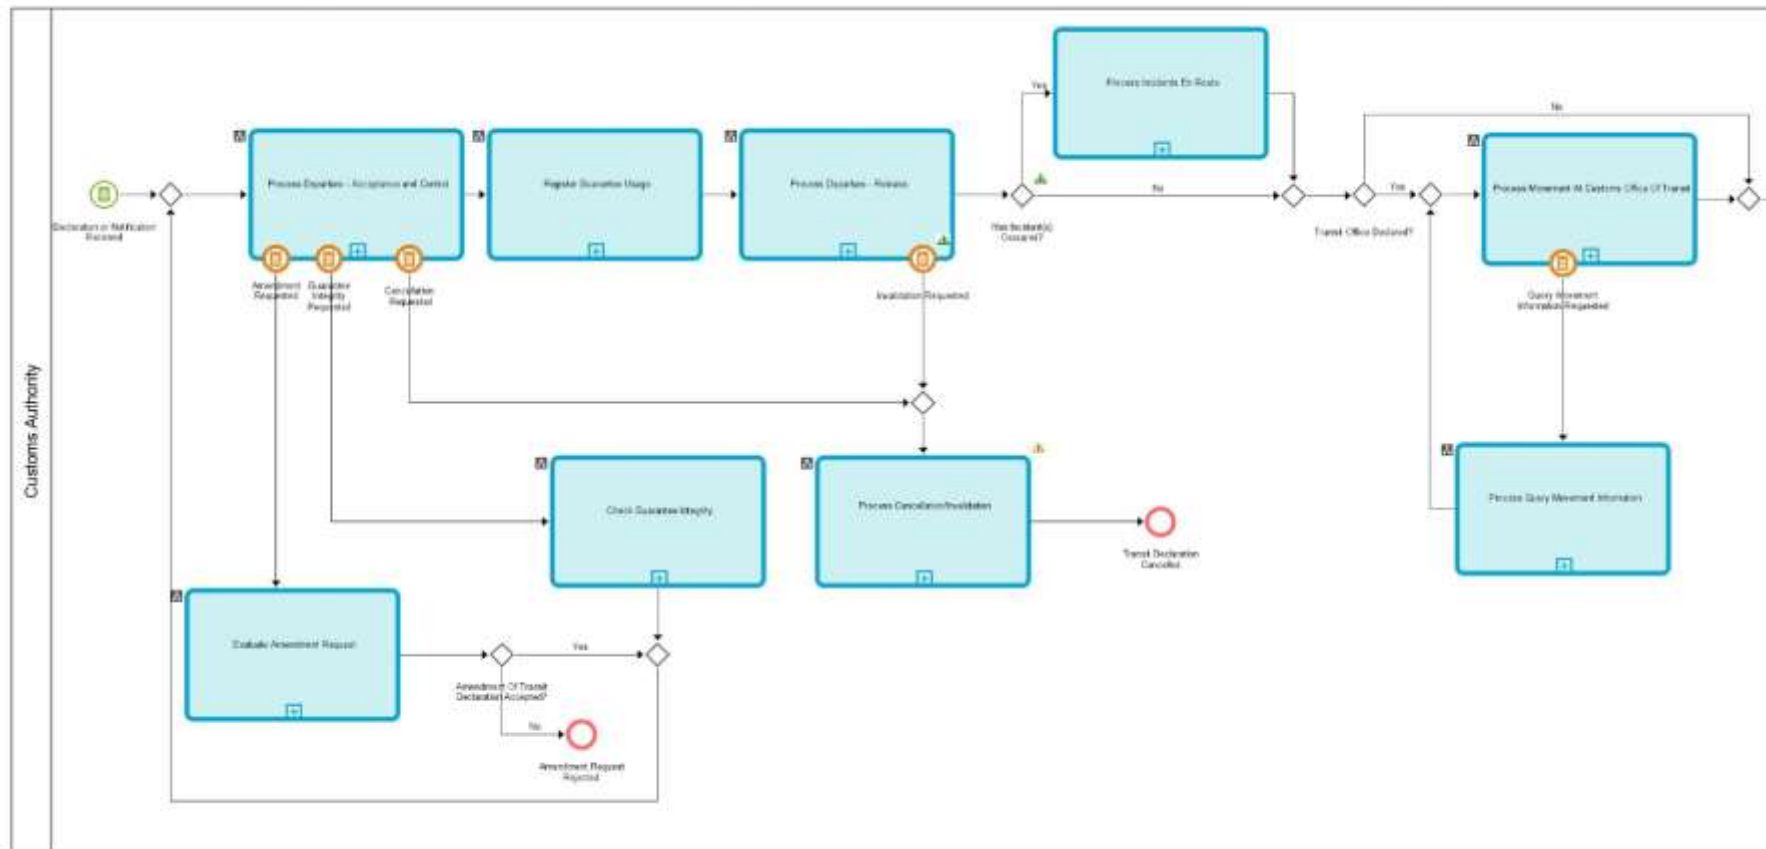 Customs Authority
Process Incidents En Route
Yes
No
Process Departure - Acceptance and Control
Register Guarantee Usage
Process Departure - Release
No
Yes
Process Movement At Customs Office Of Transit
Declaration or Notification
Received
Has Incident(s)
Occured?
Transit Office Declared?
Amendment
Requested
Guarantee
Integrity
Requested
Cancellation
Requested
Invalidation Requested
Query Movement
Information Requested
Check Guarantee Integrity
Process Cancellation/Invalidation
Process Query Movement Information
Transit Declaration
Cancelled
Evaluate Amendment Request
Yes
Amendment Of Transit
Declaration Accepted?
No
Amendment Request
Rejected